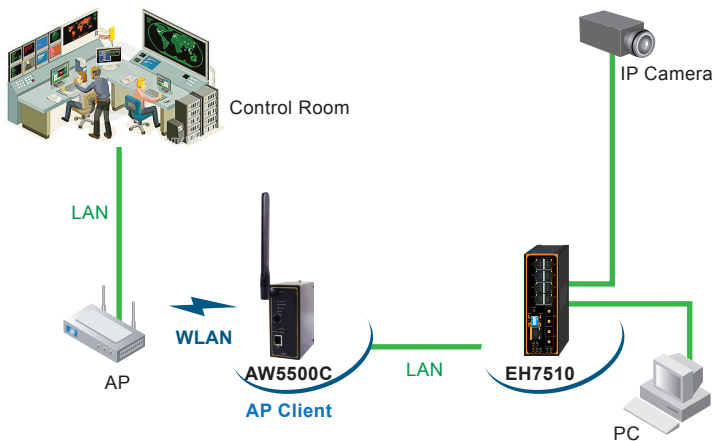 IP Camera
Control Room
LAN
WLAN
AP
AW5500C
AP Client
LAN
EH7510
PC